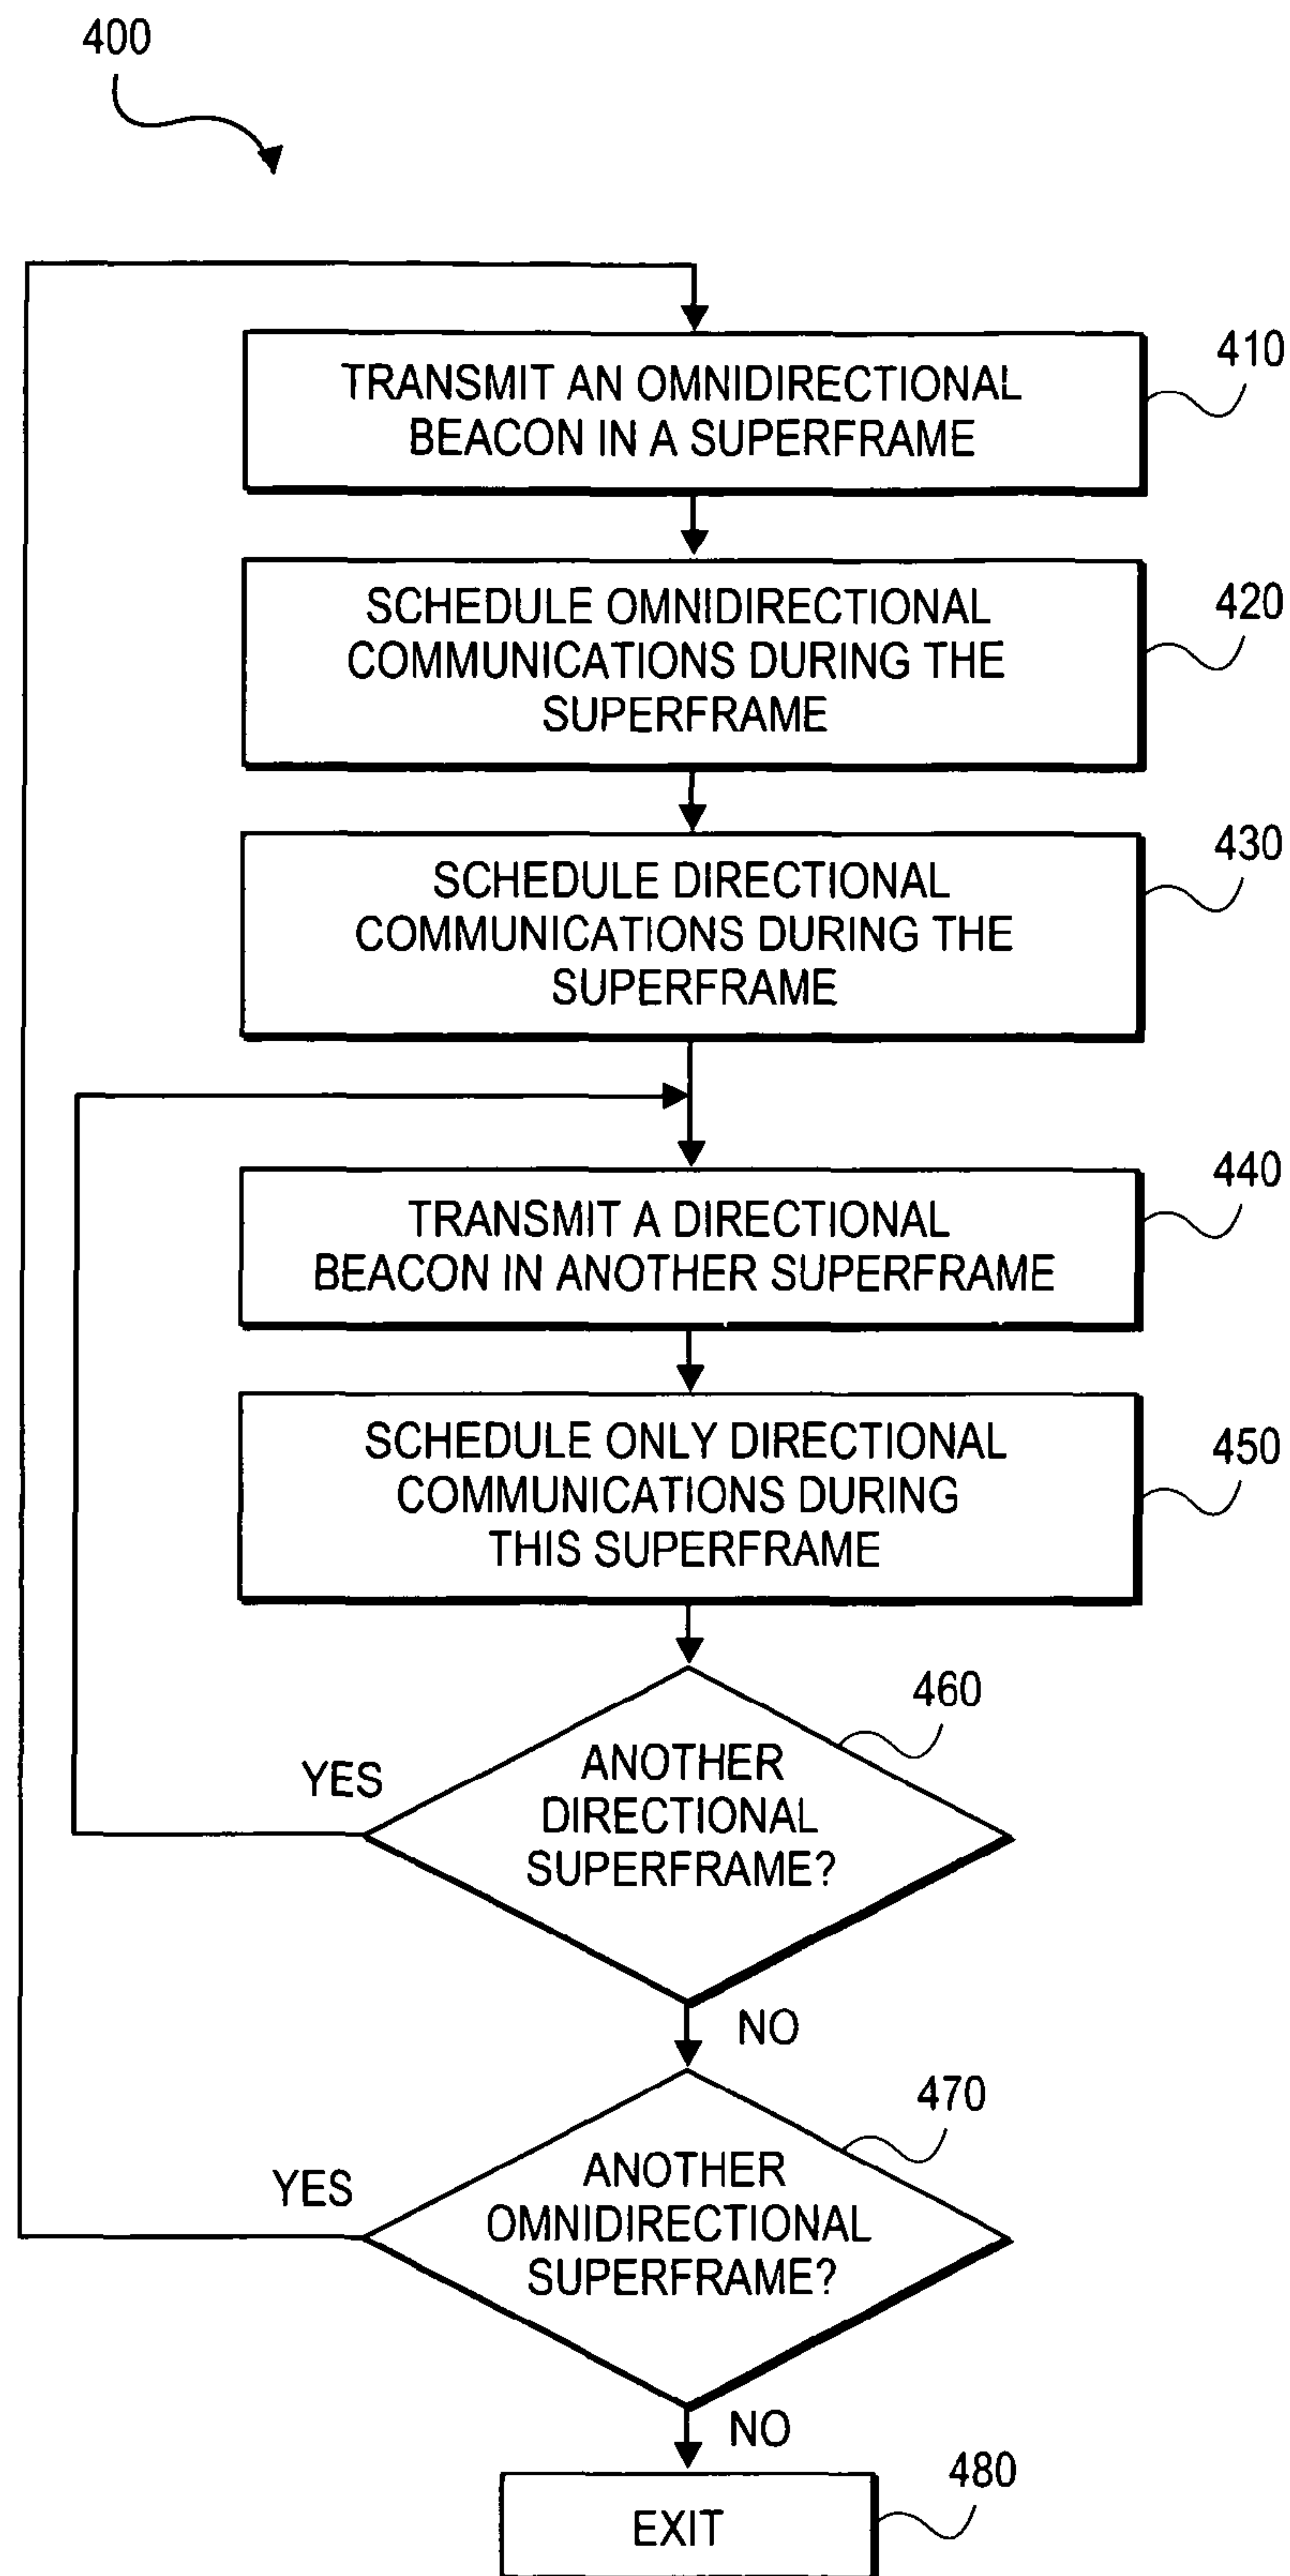 400
TRANSMIT AN OMNIDIRECTIONAL
BEACON IN A SUPERFRAME
410
SCHEDULE OMNIDIRECTIONAL
COMMUNICATIONS DURING THE
SUPERFRAME
420
SCHEDULE DIRECTIONAL
COMMUNICATIONS DURING THE
SUPERFRAME
430
TRANSMIT A DIRECTIONAL
BEACON IN ANOTHER SUPERFRAME
440
SCHEDULE ONLY DIRECTIONAL
COMMUNICATIONS DURING
THIS SUPERFRAME
450
460
YES
ANOTHER
DIRECTIONAL
SUPERFRAME?
NO
470
YES
ANOTHER
OMNIDIRECTIONAL
SUPERFRAME?
NO
480
EXIT